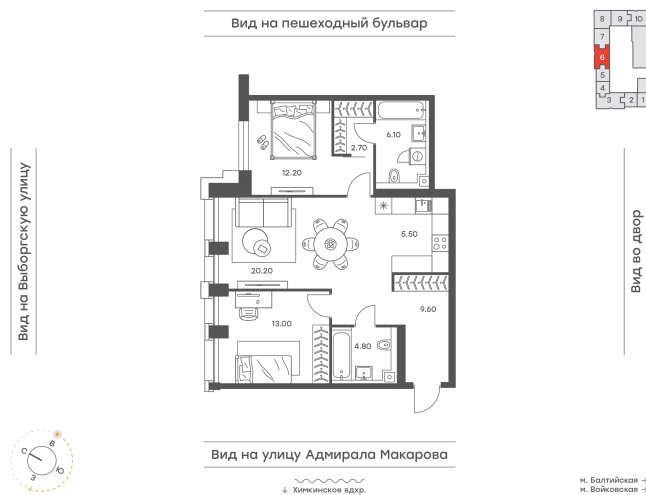 Вид на пешеходный бульвар
8 9 10
7
6
5
4
3 2 1
Вид на Выборгскую улицу
Вид во двор
2.70
6.10
12.20
5.50
20.20
9.60
13.00
4.80
Вид на улицу Адмирала Макарова
↓ Химкинское вдхр.
С
В
Ю
З
м. Балтийская
м. Войковская